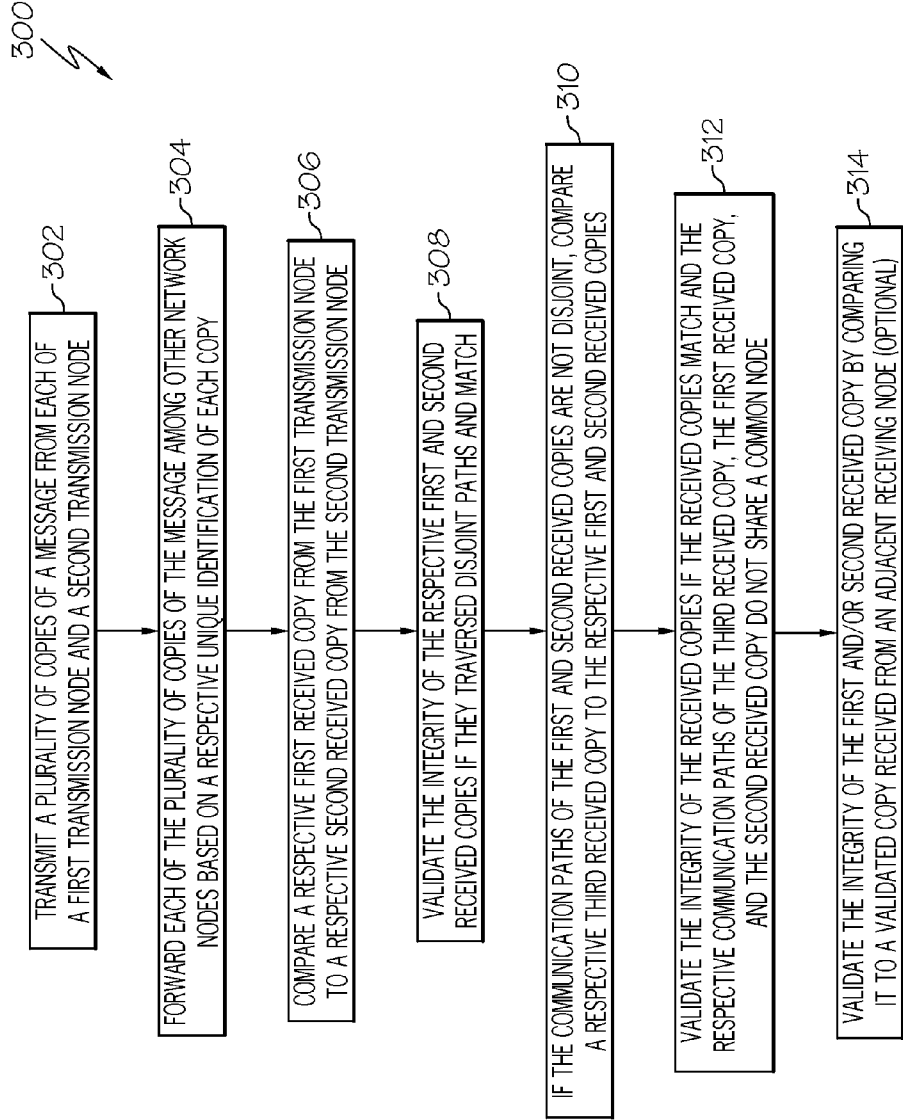 300
TRANSMIT A PLURALITY OF COPIES OF A MESSAGE FROM EACH OF
A FIRST TRANSMISSION NODE AND A SECOND TRANSMISSION NODE
302
FORWARD EACH OF THE PLURALITY OF COPIES OF THE MESSAGE AMONG OTHER NETWORK
NODES BASED ON A RESPECTIVE UNIQUE IDENTIFICATION OF EACH COPY
304
COMPARE A RESPECTIVE FIRST RECEIVED COPY FROM THE FIRST TRANSMISSION NODE
TO A RESPECTIVE SECOND RECEIVED COPY FROM THE SECOND TRANSMISSION NODE
306
VALIDATE THE INTEGRITY OF THE RESPECTIVE FIRST AND SECOND
RECEIVED COPIES IF THEY TRAVERSED DISJOINT PATHS AND MATCH
308
IF THE COMMUNICATION PATHS OF THE FIRST AND SECOND RECEIVED COPIES ARE NOT DISJOINT, COMPARE
A RESPECTIVE THIRD RECEIVED COPY TO THE RESPECTIVE FIRST AND SECOND RECEIVED COPIES
310
VALIDATE THE INTEGRITY OF THE RECEIVED COPIES IF THE RECEIVED COPIES MATCH AND THE
RESPECTIVE COMMUNICATION PATHS OF THE THIRD RECEIVED COPY, THE FIRST RECEIVED COPY,
AND THE SECOND RECEIVED COPY DO NOT SHARE A COMMON NODE
312
VALIDATE THE INTEGRITY OF THE FIRST AND/OR SECOND RECEIVED COPY BY COMPARING
IT TO A VALIDATED COPY RECEIVED FROM AN ADJACENT RECEIVING NODE (OPTIONAL)
314